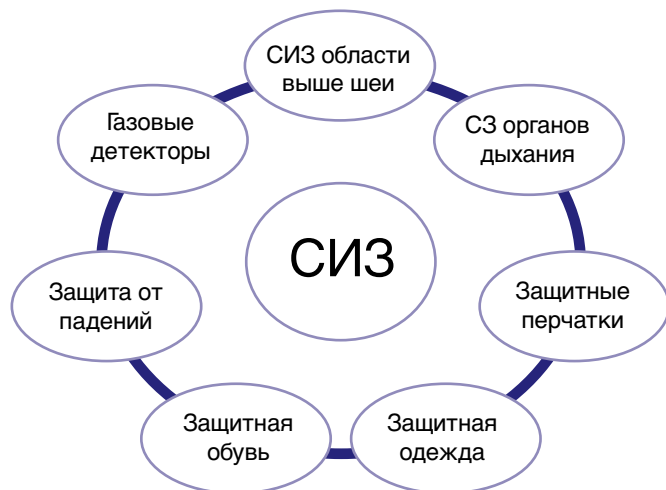 СИЗ области
выше шеи
СЗ органов
дыхания
Защитные
перчатки
Защитная
одежда
Защитная
обувь
Защита от
падений
Газовые
детекторы
СИЗ